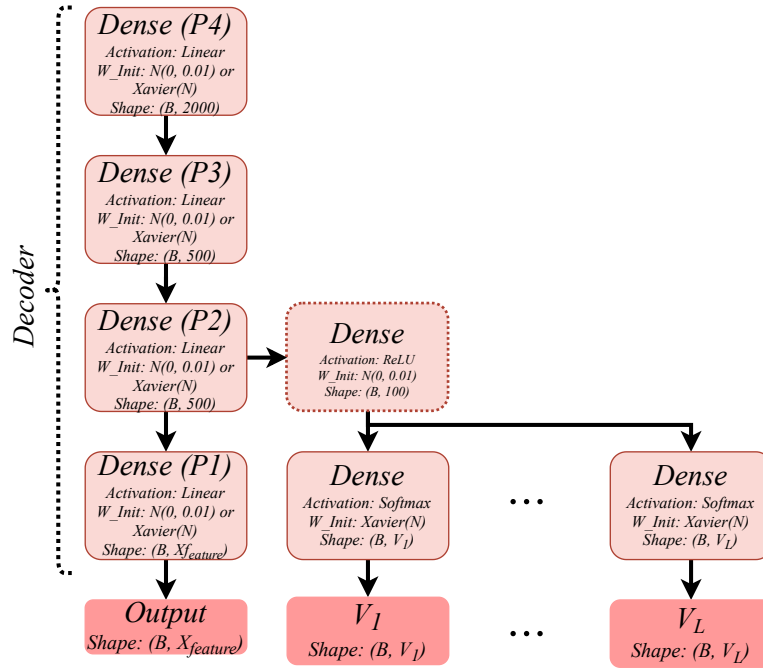 Dense (P4)
Activation: Linear
W_Init: N(0, 0.01) or
Xavier(N)
Shape: (B, 2000)
Decoder
Dense (P3)
Activation: Linear
W_Init: N(0, 0.01) or
Xavier(N)
Shape: (B, 500)
Dense (P2)
Activation: Linear
W_Init: N(0, 0.01) or
Xavier(N)
Shape: (B, 500)
Dense
Activation: ReLU
W_Init: N(0, 0.01)
Shape: (B, 100)
Dense (P1)
Activation: Linear
W_Init: N(0, 0.01) or
Xavier(N)
Shape: (B, Xfeature)
Dense
Activation: Softmax
W_Init: Xavier(N)
Shape: (B, V1)
...
Dense
Activation: Softmax
W_Init: Xavier(N)
Shape: (B, VL)
Output
Shape: (B, Xfeature)
V1
Shape: (B, V1)
...
VL
Shape: (B, VL)